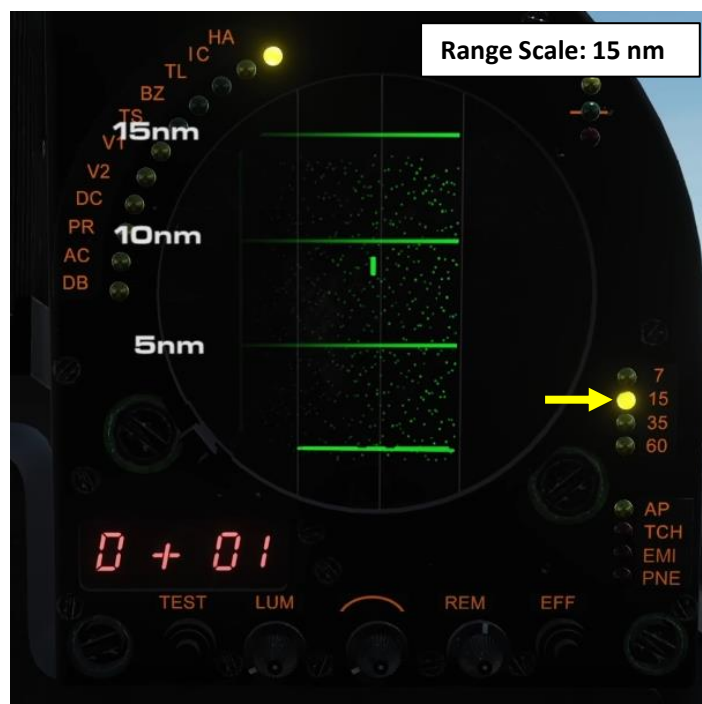 Range Scale: 15 nm
HA
IC
TL
BZ
TS
V1
V2
DC
PR
AC
DB
15nm
10nm
5nm
7
15
35
60
AP
TCH
EMI
PNE
0 + 01
TEST LUM REM EFF